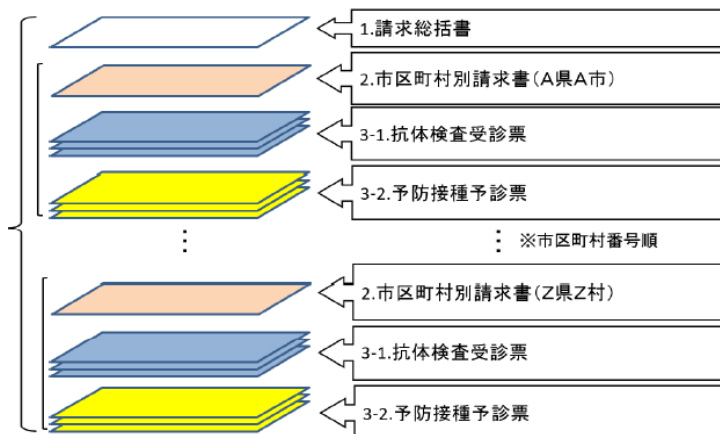 1.請求総括書
2.市区町村別請求書(A県A市)
3-1.抗体検査受診票
3-2.予防接種予診票
⋮ ⋮ ※市区町村番号順
2.市区町村別請求書(Z県Z村)
3-1.抗体検査受診票
3-2.予防接種予診票